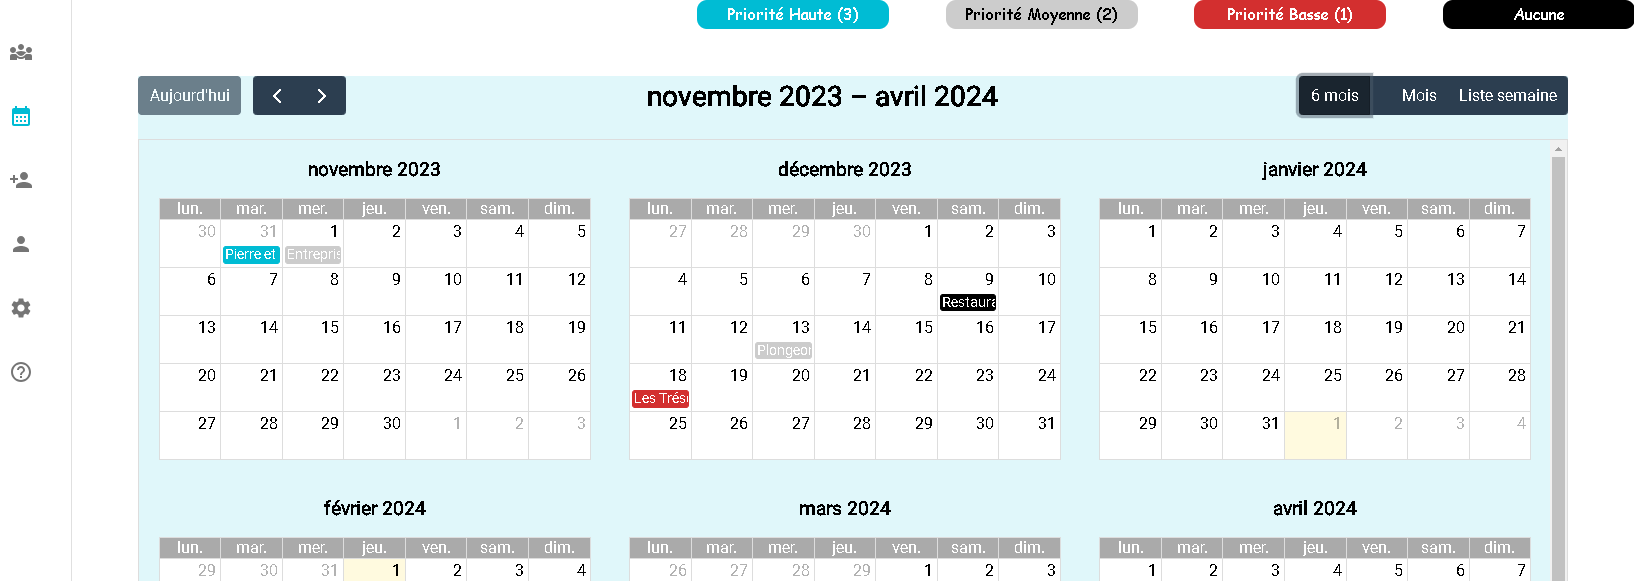 Priorité Haute (3) Priorité Moyenne (2) Priorité Basse (1) Aucune
Aujourd'hui novembre 2023 – avril 2024 6 mois Mois Liste semaine
novembre 2023
lun. mar. mer. jeu. ven. sam. dim.
30 31 1 2 3 4 5
Pierre et Entrepris
6 7 8 9 10 11 12
13 14 15 16 17 18 19
20 21 22 23 24 25 26
27 28 29 30 1 2 3
décembre 2023
lun. mar. mer. jeu. ven. sam. dim.
27 28 29 30 1 2 3
4 5 6 7 8 9 10
Restaura
11 12 13 14 15 16 17
Plongeon
18 19 20 21 22 23 24
Les Trés
25 26 27 28 29 30 31
janvier 2024
lun. mar. mer. jeu. ven. sam. dim.
1 2 3 4 5 6 7
8 9 10 11 12 13 14
15 16 17 18 19 20 21
22 23 24 25 26 27 28
29 30 31 1 2 3 4
février 2024
lun. mar. mer. jeu. ven. sam. dim.
29 30 31 1 2 3 4
mars 2024
lun. mar. mer. jeu. ven. sam. dim.
26 27 28 29 1 2 3
avril 2024
lun. mar. mer. jeu. ven. sam. dim.
1 2 3 4 5 6 7